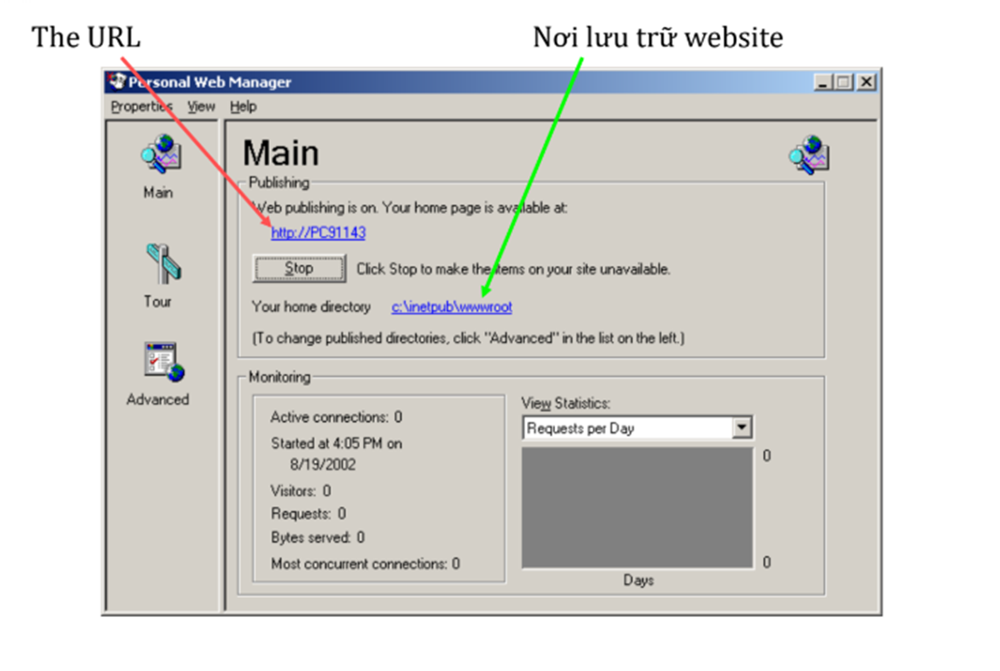 The URL
Nơi lưu trữ website
Personal Web Manager
Properties View Help
Main
Tour
Advanced
Main
Publishing
Web publishing is on. Your home page is available at:
http://PC91143
Stop Click Stop to make the items on your site unavailable.
Your home directory c:\inetpub\wwwroot
(To change published directories, click "Advanced" in the list on the left.)
Monitoring
Active connections: 0
Started at 4:05 PM on
8/19/2002
Visitors: 0
Requests: 0
Bytes served: 0
Most concurrent connections: 0
View Statistics:
Requests per Day
0
0
Days